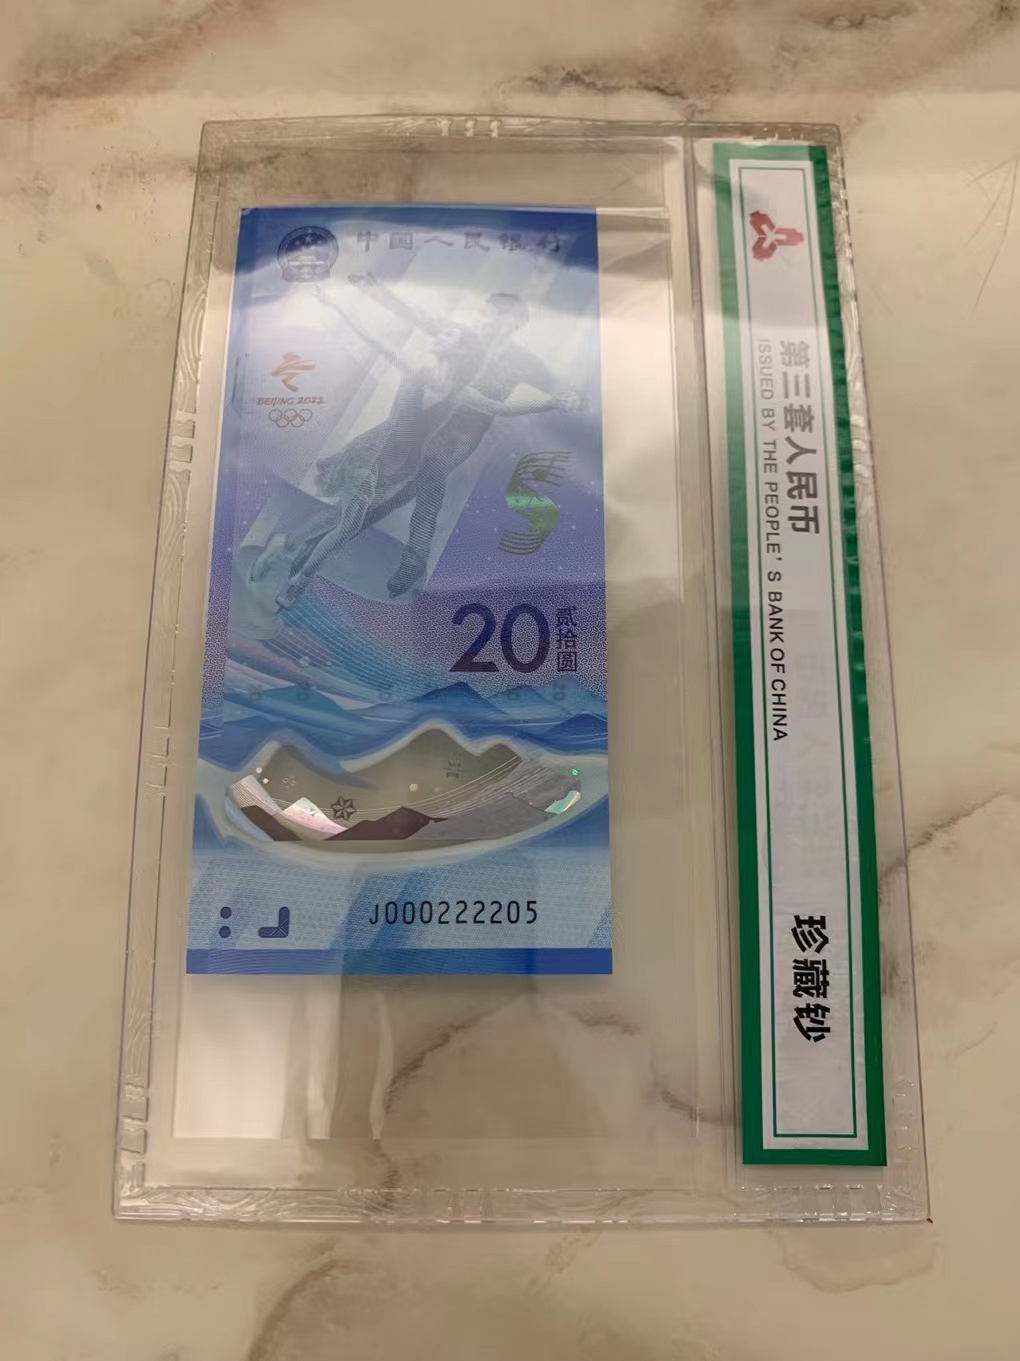 中国人民银行
BEIJING 2022
20
贰拾圆
J000222205
第三套人民币
ISSUED BY THE PEOPLE'S BANK OF CHINA
珍藏钞